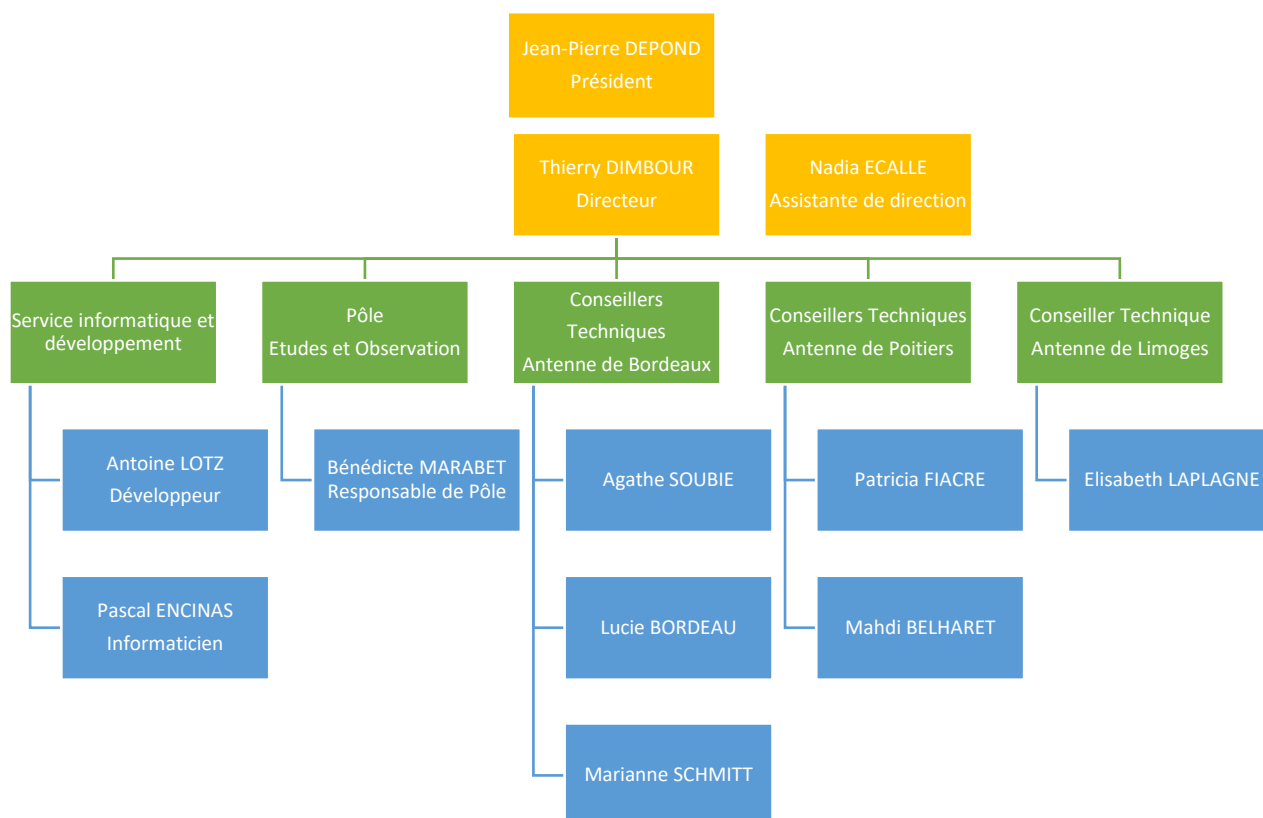 Jean-Pierre DEPOND
Président
Thierry DIMBOUR
Directeur
Nadia ECALLE
Assistante de direction
Service informatique et
développement
Pôle
Etudes et Observation
Conseillers
Techniques
Antenne de Bordeaux
Conseillers Techniques
Antenne de Poitiers
Conseiller Technique
Antenne de Limoges
Antoine LOTZ
Développeur
Bénédicte MARABET
Responsable de Pôle
Agathe SOUBIE
Patricia FIACRE
Elisabeth LAPLAGNE
Pascal ENCINAS
Informaticien
Lucie BORDEAU
Mahdi BELHARET
Marianne SCHMITT